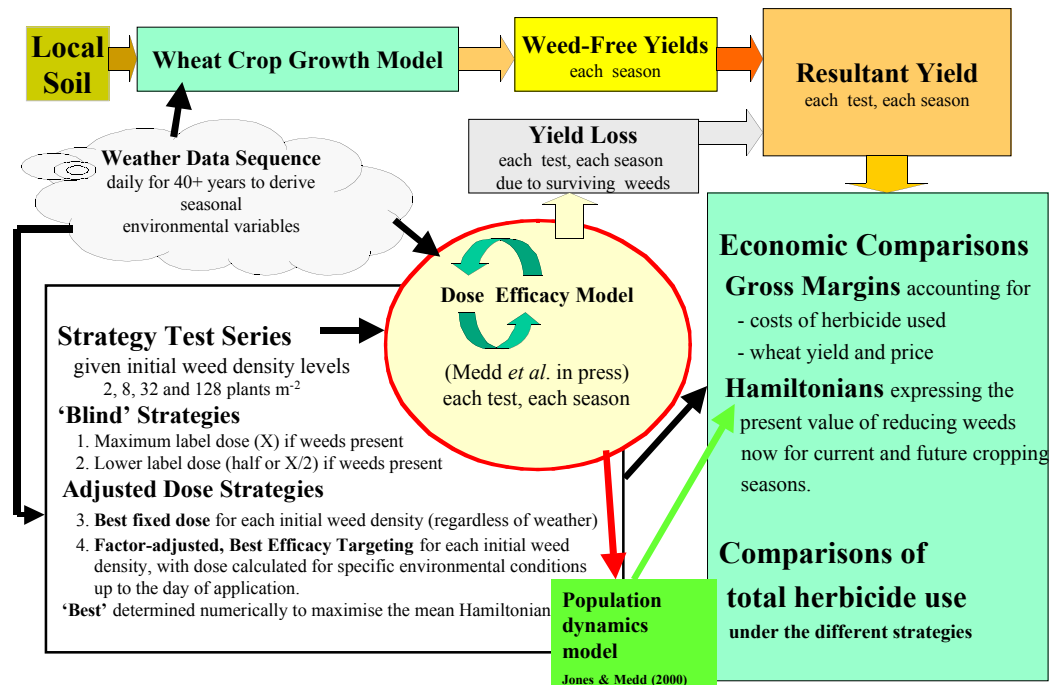 Local
Soil
Wheat Crop Growth Model
Weed-Free Yields
each season
Resultant Yield
each test, each season
Yield Loss
each test, each season
due to surviving weeds
Weather Data Sequence
daily for 40+ years to derive
seasonal
environmental variables
Dose Efficacy Model
(Medd et al. in press)
each test, each season
Strategy Test Series
given initial weed density levels
2, 8, 32 and 128 plants m-2
‘Blind’ Strategies
1. Maximum label dose (X) if weeds present
2. Lower label dose (half or X/2) if weeds present
Adjusted Dose Strategies
3. Best fixed dose for each initial weed density (regardless of weather)
4. Factor-adjusted, Best Efficacy Targeting for each initial weed
density, with dose calculated for specific environmental conditions
up to the day of application.
‘Best’ determined numerically to maximise the mean Hamiltonian
Population
dynamics
model
Jones & Medd (2000)
Economic Comparisons
Gross Margins accounting for
- costs of herbicide used
- wheat yield and price
Hamiltonians expressing the
present value of reducing weeds
now for current and future cropping
seasons.
Comparisons of
total herbicide use
under the different strategies